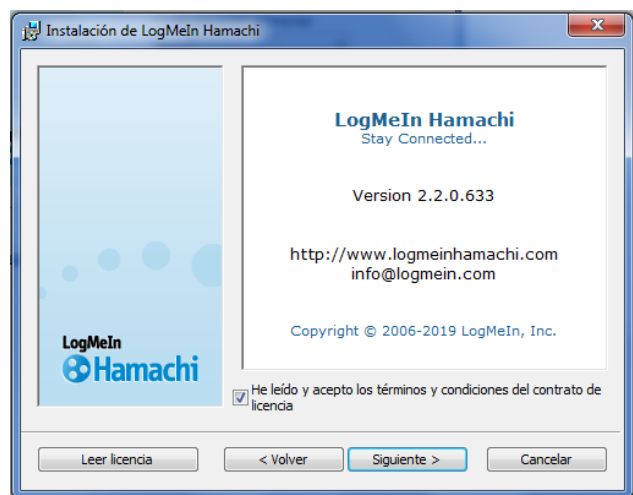 Instalación de LogMeIn Hamachi
LogMeIn Hamachi
Stay Connected...
Version 2.2.0.633
http://www.logmeinhamachi.com
info@logmein.com
Copyright © 2006-2019 LogMeIn, Inc.
LogMeIn
Hamachi
He leído y acepto los términos y condiciones del contrato de
licencia
Leer licencia
< Volver
Siguiente >
Cancelar